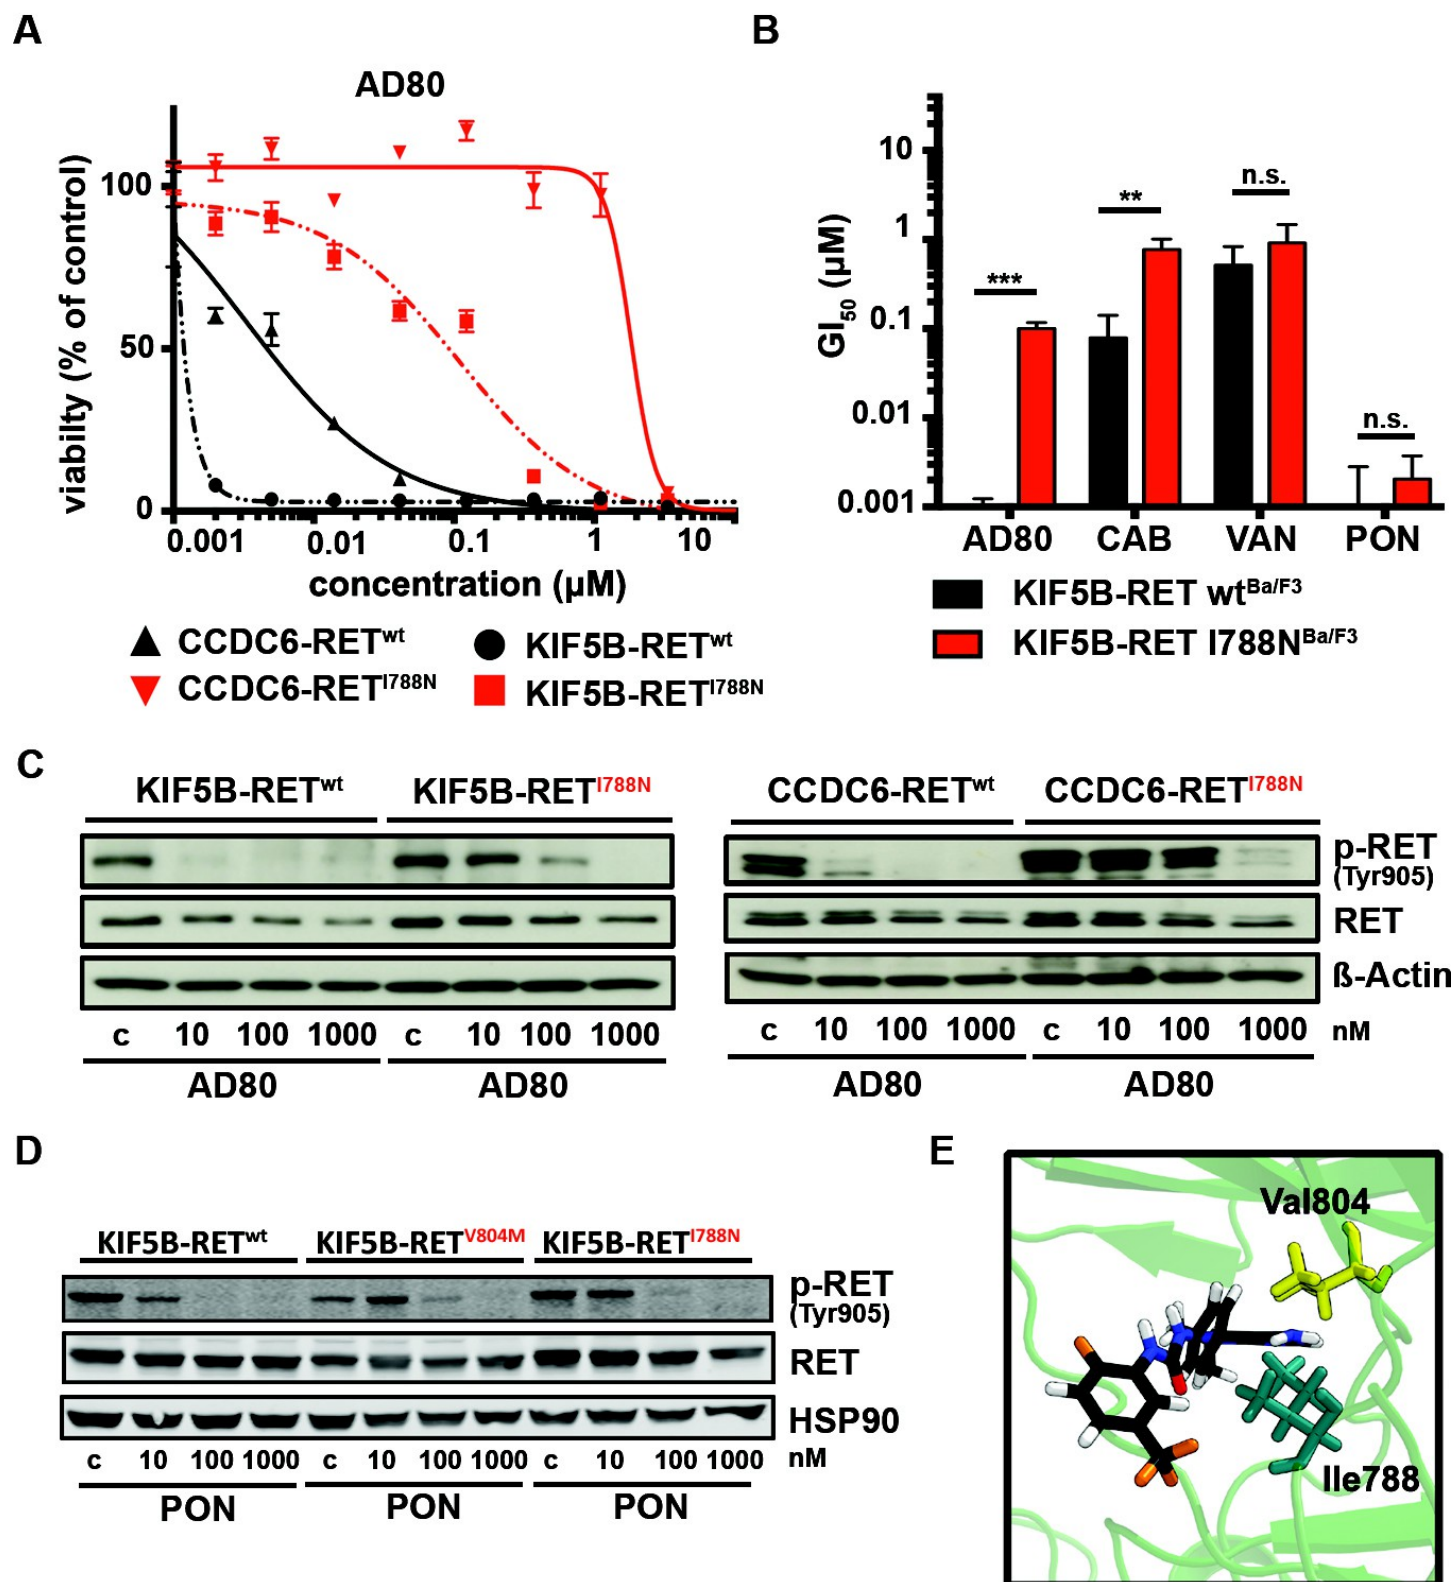 A
B
AD80
viabilty (% of control)
100
50
0
0.001
0.01
0.1
1
10
concentration (µM)
CCDC6-RETwt
KIF5B-RETwt
CCDC6-RETI788N
KIF5B-RETI788N
GI50 (µM)
10
1
0.1
0.01
0.001
***
**
n.s.
n.s.
AD80 CAB VAN PON
KIF5B-RET wtBa/F3
KIF5B-RET I788NBa/F3
C
KIF5B-RETwt KIF5B-RETI788N
CCDC6-RETwt CCDC6-RETI788N
p-RET
(Tyr905)
RET
ß-Actin
c 10 100 1000 c 10 100 1000
c 10 100 1000 c 10 100 1000 nM
AD80 AD80
AD80 AD80
D
KIF5B-RETwt KIF5B-RETV804M KIF5B-RETI788N
p-RET
(Tyr905)
RET
HSP90
c 10 100 1000 c 10 100 1000 c 10 100 1000 nM
PON PON PON
E
Val804
Ile788